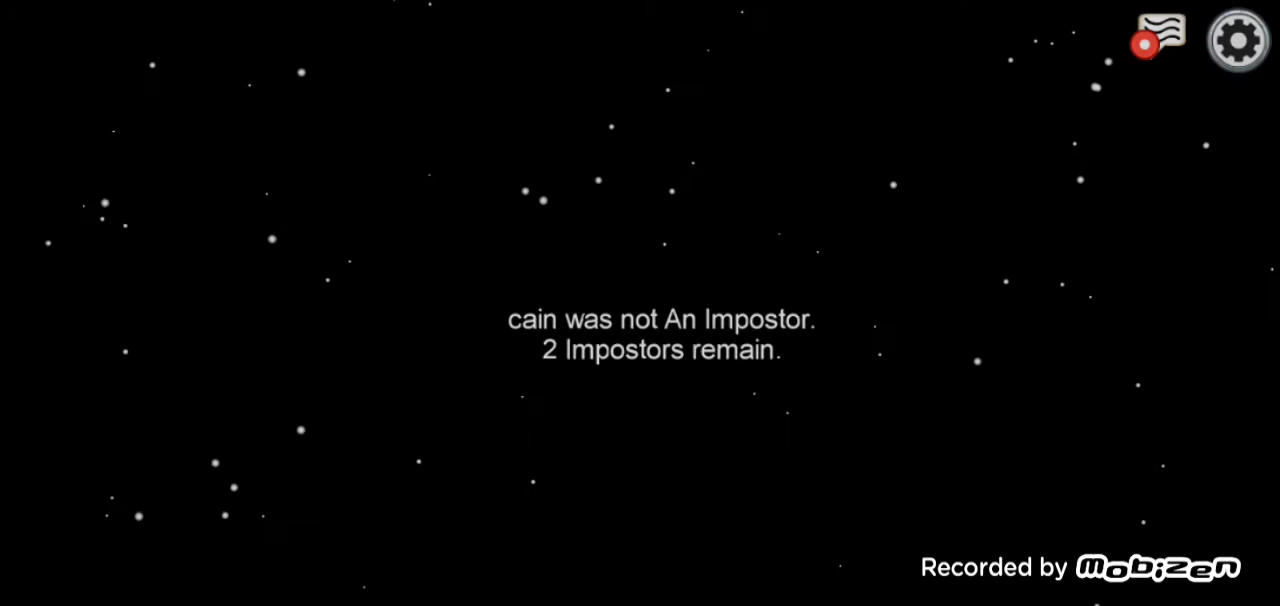 cain was not An Impostor.
2 Impostors remain.
Recorded by mobizen